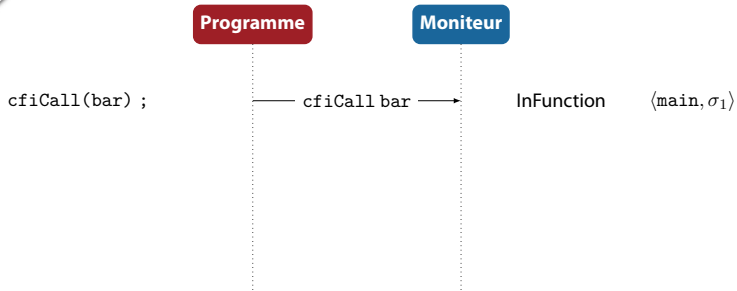 Programme Moniteur
cfiCall(bar) ; cfiCall bar InFunction ⟨main, σ₁⟩